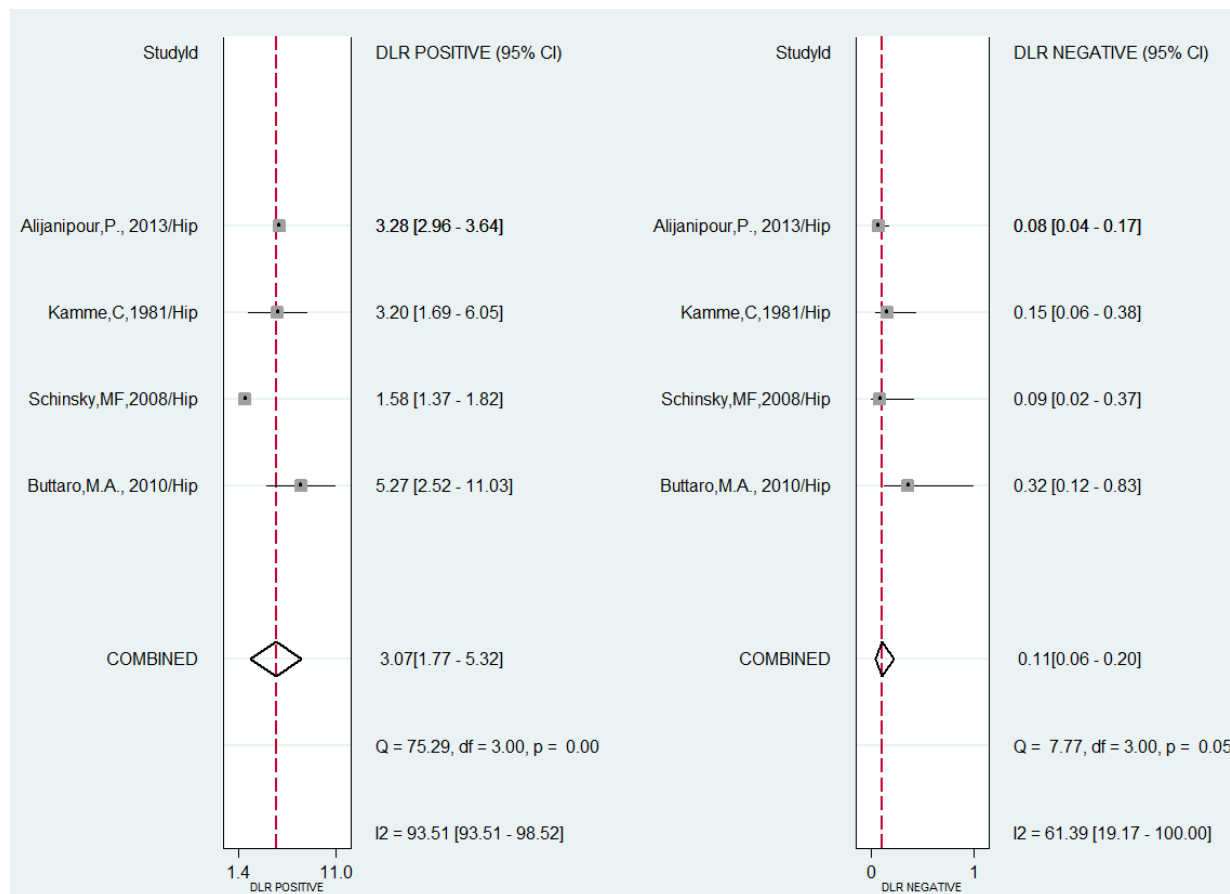 StudyId DLR POSITIVE (95% CI)
Alijanipour,P., 2013/Hip 3.28 [2.96 - 3.64]
Kamme,C,1981/Hip 3.20 [1.69 - 6.05]
Schinsky,MF,2008/Hip 1.58 [1.37 - 1.82]
Buttaro,M.A., 2010/Hip 5.27 [2.52 - 11.03]
COMBINED 3.07[1.77 - 5.32]
Q = 75.29, df = 3.00, p = 0.00
I2 = 93.51 [93.51 - 98.52]
1.4 11.0
DLR POSITIVE
StudyId DLR NEGATIVE (95% CI)
Alijanipour,P., 2013/Hip 0.08 [0.04 - 0.17]
Kamme,C,1981/Hip 0.15 [0.06 - 0.38]
Schinsky,MF,2008/Hip 0.09 [0.02 - 0.37]
Buttaro,M.A., 2010/Hip 0.32 [0.12 - 0.83]
COMBINED 0.11[0.06 - 0.20]
Q = 7.77, df = 3.00, p = 0.05
I2 = 61.39 [19.17 - 100.00]
0 1
DLR NEGATIVE